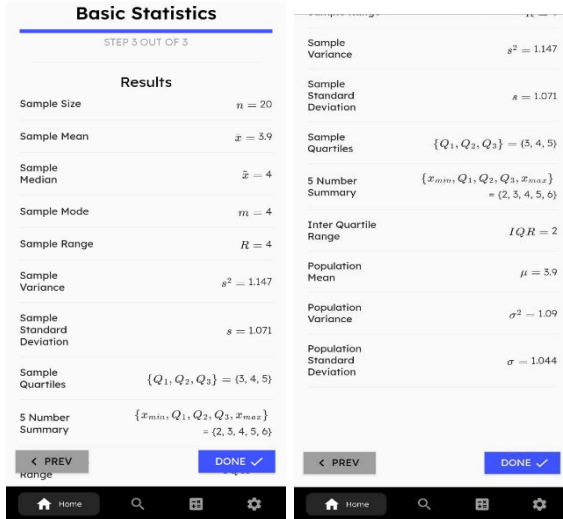 Basic Statistics
STEP 3 OUT OF 3
Results
Sample Size n = 20
Sample Mean x̄ = 3.9
Sample
Median x̃ = 4
Sample Mode m = 4
Sample Range R = 4
Sample
Variance s² = 1.147
Sample
Standard
Deviation s = 1.071
Sample
Quartiles {Q₁, Q₂, Q₃} = {3, 4, 5}
5 Number
Summary {xₘᵢₙ, Q₁, Q₂, Q₃, xₘₐₓ}
= {2, 3, 4, 5, 6}
< PREV DONE ✓
Range
Home
Sample
Variance s² = 1.147
Sample
Standard
Deviation s = 1.071
Sample
Quartiles {Q₁, Q₂, Q₃} = {3, 4, 5}
5 Number
Summary {xₘᵢₙ, Q₁, Q₂, Q₃, xₘₐₓ}
= {2, 3, 4, 5, 6}
Inter Quartile
Range IQR = 2
Population
Mean μ = 3.9
Population
Variance σ² = 1.09
Population
Standard
Deviation σ = 1.044
< PREV DONE ✓
Home